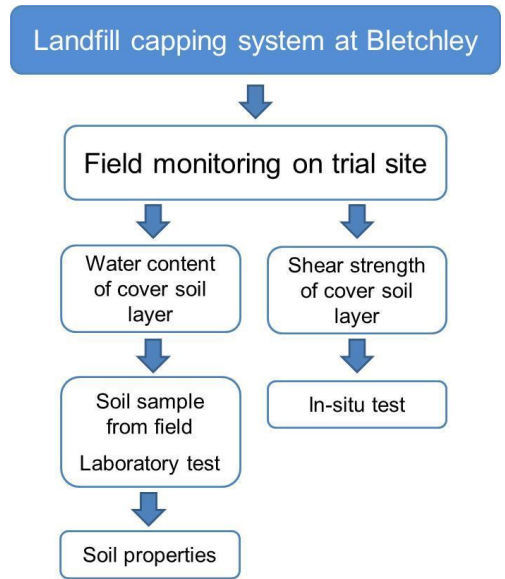 Landfill capping system at Bletchley
Field monitoring on trial site
Water content
of cover soil
layer
Shear strength
of cover soil
layer
Soil sample
from field
Laboratory test
In-situ test
Soil properties